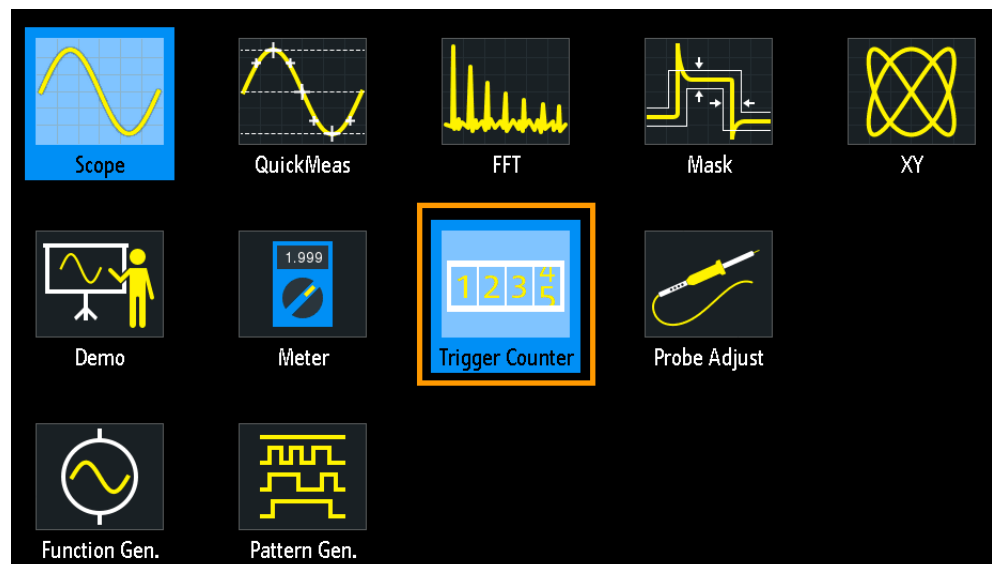 Scope
QuickMeas
FFT
Mask
XY
1.999
1 2 3 4
5
Demo
Meter
Trigger Counter
Probe Adjust
Function Gen.
Pattern Gen.